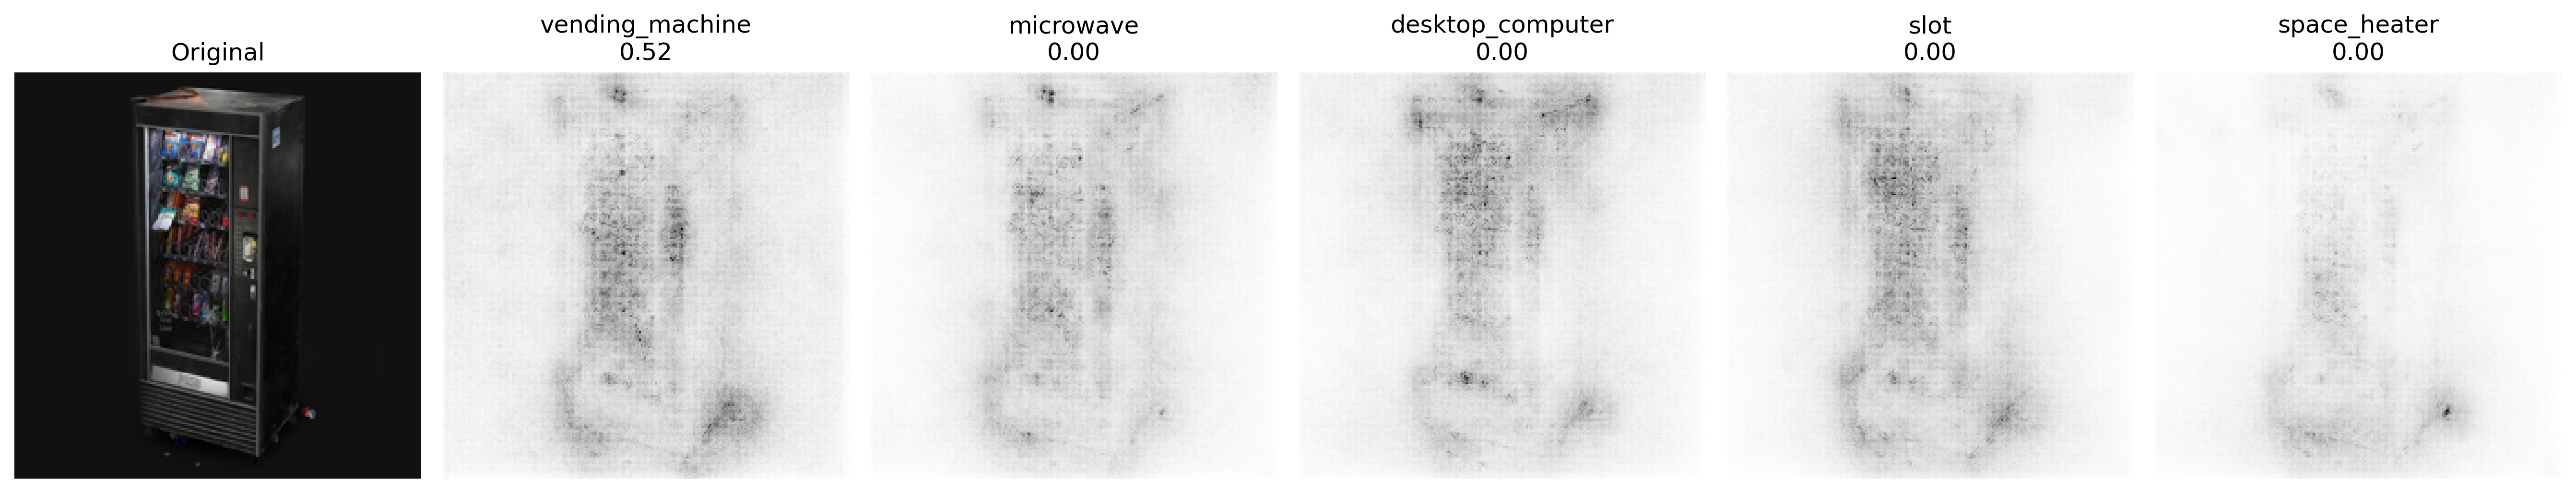 Original
vending_machine
0.52
microwave
0.00
desktop_computer
0.00
slot
0.00
space_heater
0.00